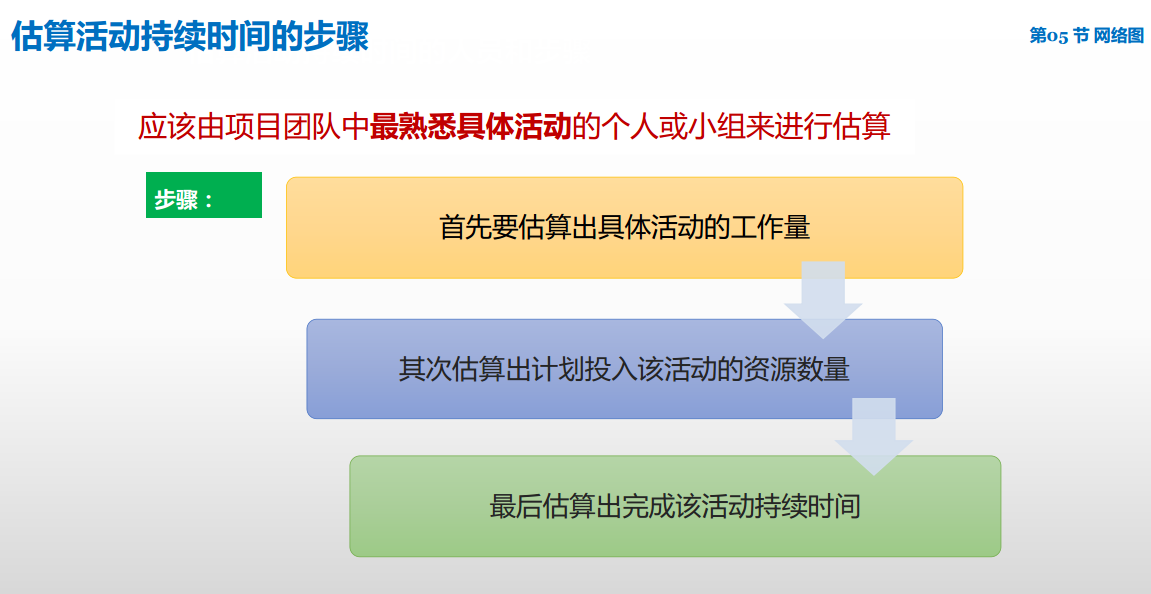 估算活动持续时间的步骤
第05节 网络图
应该由项目团队中最熟悉具体活动的个人或小组来进行估算
步骤：
首先要估算出具体活动的工作量
其次估算出计划投入该活动的资源数量
最后估算出完成该活动持续时间